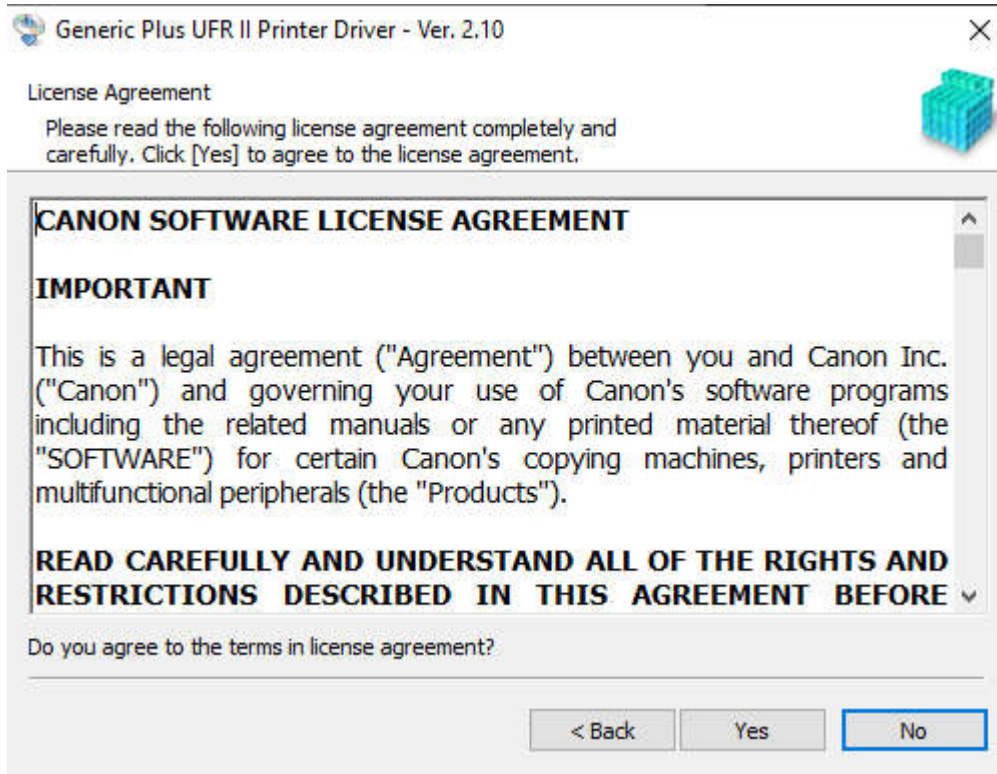 Generic Plus UFR II Printer Driver - Ver. 2.10
License Agreement
Please read the following license agreement completely and
carefully. Click [Yes] to agree to the license agreement.
CANON SOFTWARE LICENSE AGREEMENT
IMPORTANT
This is a legal agreement ("Agreement") between you and Canon Inc.
("Canon") and governing your use of Canon's software programs
including the related manuals or any printed material thereof (the
"SOFTWARE") for certain Canon's copying machines, printers and
multifunctional peripherals (the "Products").
READ CAREFULLY AND UNDERSTAND ALL OF THE RIGHTS AND
RESTRICTIONS DESCRIBED IN THIS AGREEMENT BEFORE
Do you agree to the terms in license agreement?
< Back Yes No